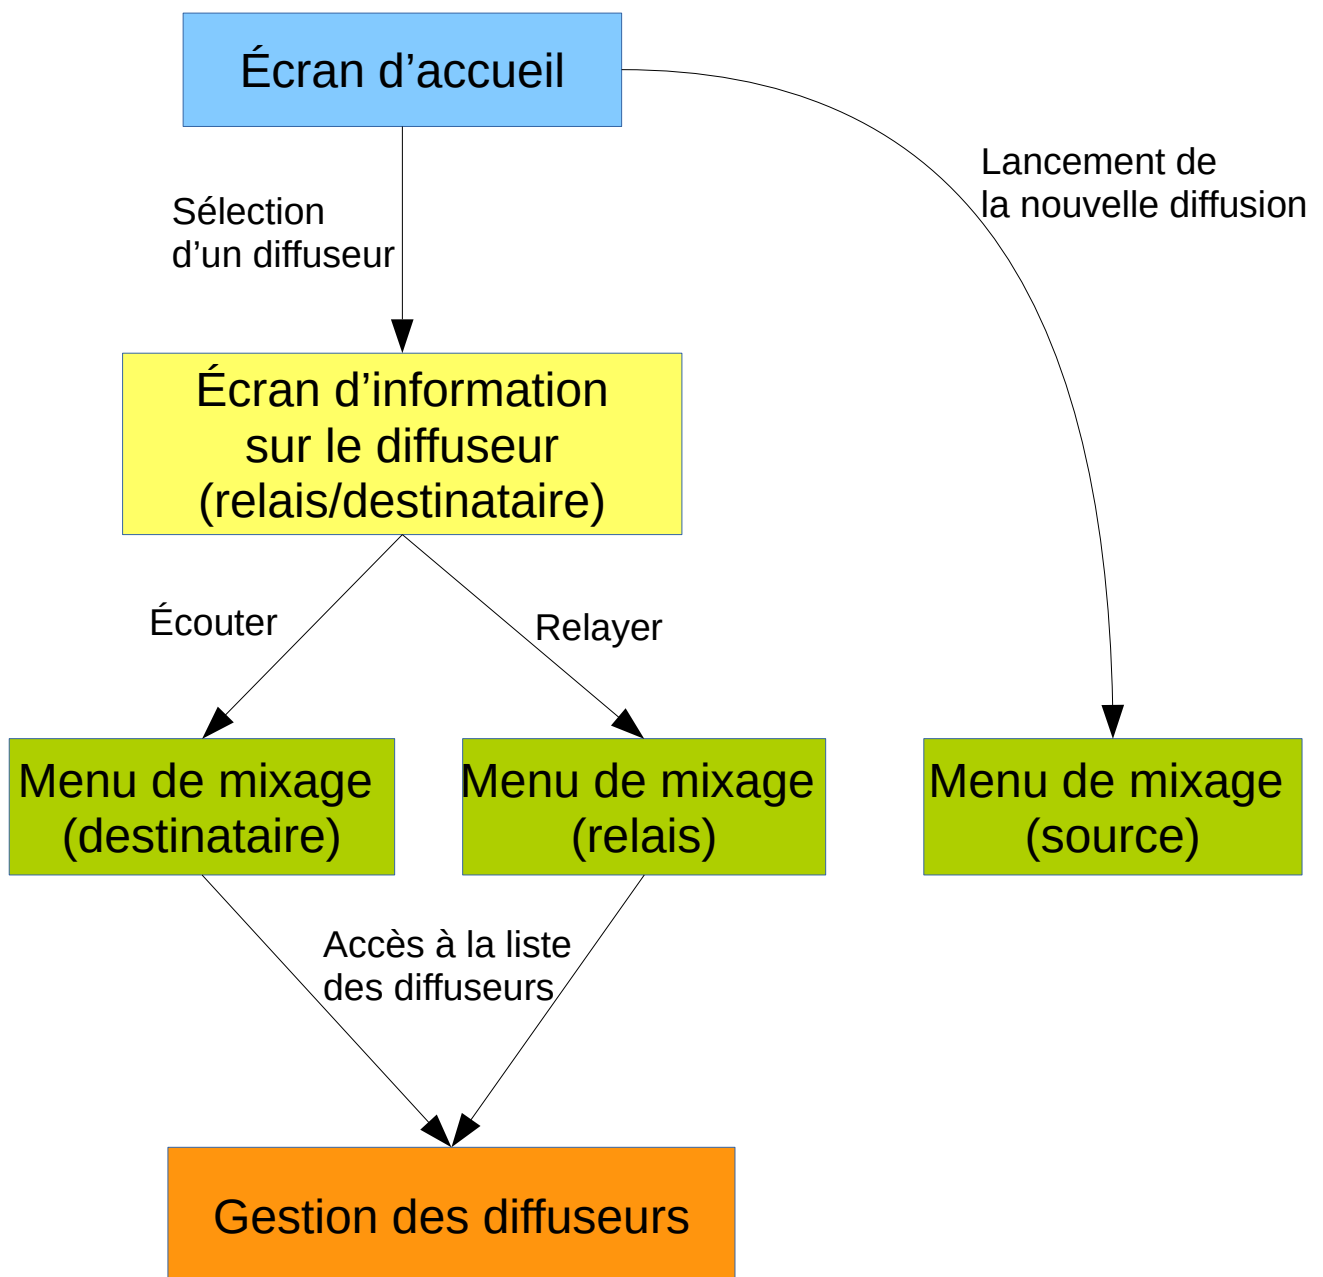 Écran d’accueil
Lancement de
la nouvelle diffusion
Sélection
d’un diffuseur
Écran d’information
sur le diffuseur
(relais/destinataire)
Écouter
Relayer
Menu de mixage
(destinataire)
Menu de mixage
(relais)
Menu de mixage
(source)
Accès à la liste
des diffuseurs
Gestion des diffuseurs